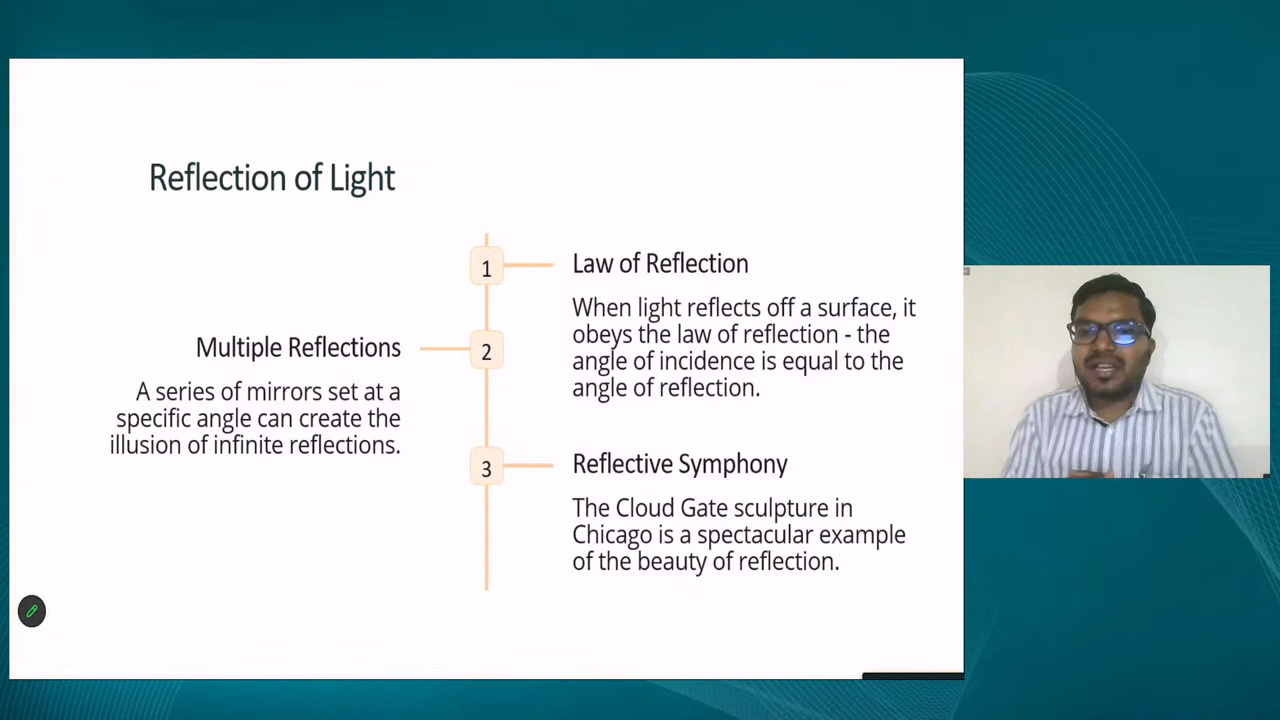 Reflection of Light
1
Law of Reflection
When light reflects off a surface, it
obeys the law of reflection - the
angle of incidence is equal to the
angle of reflection.
2
Multiple Reflections
A series of mirrors set at a
specific angle can create the
illusion of infinite reflections.
3
Reflective Symphony
The Cloud Gate sculpture in
Chicago is a spectacular example
of the beauty of reflection.